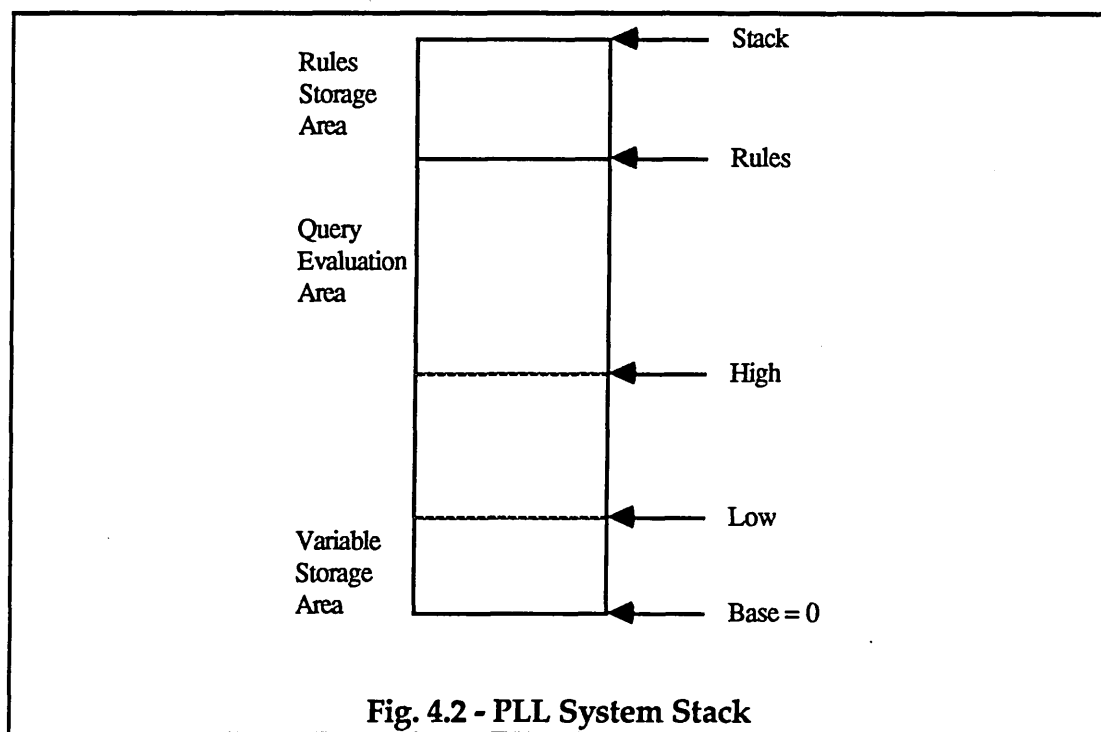 Stack
Rules
Storage
Area
Rules
Query
Evaluation
Area
High
Low
Variable
Storage
Area
Base = 0
Fig. 4.2 - PLL System Stack